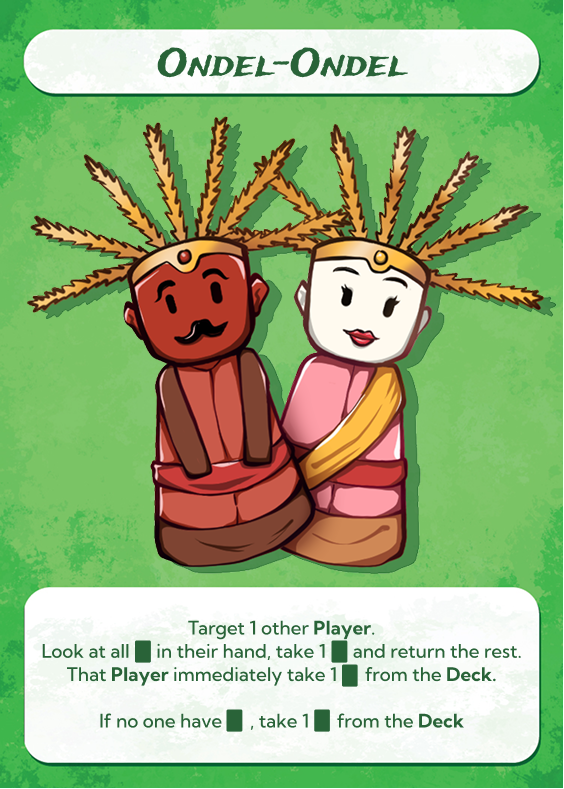 Ondel-Ondel
Target 1 other Player.
Look at all in their hand, take 1 and return the rest.
That Player immediately take 1 from the Deck.
If no one have , take 1 from the Deck